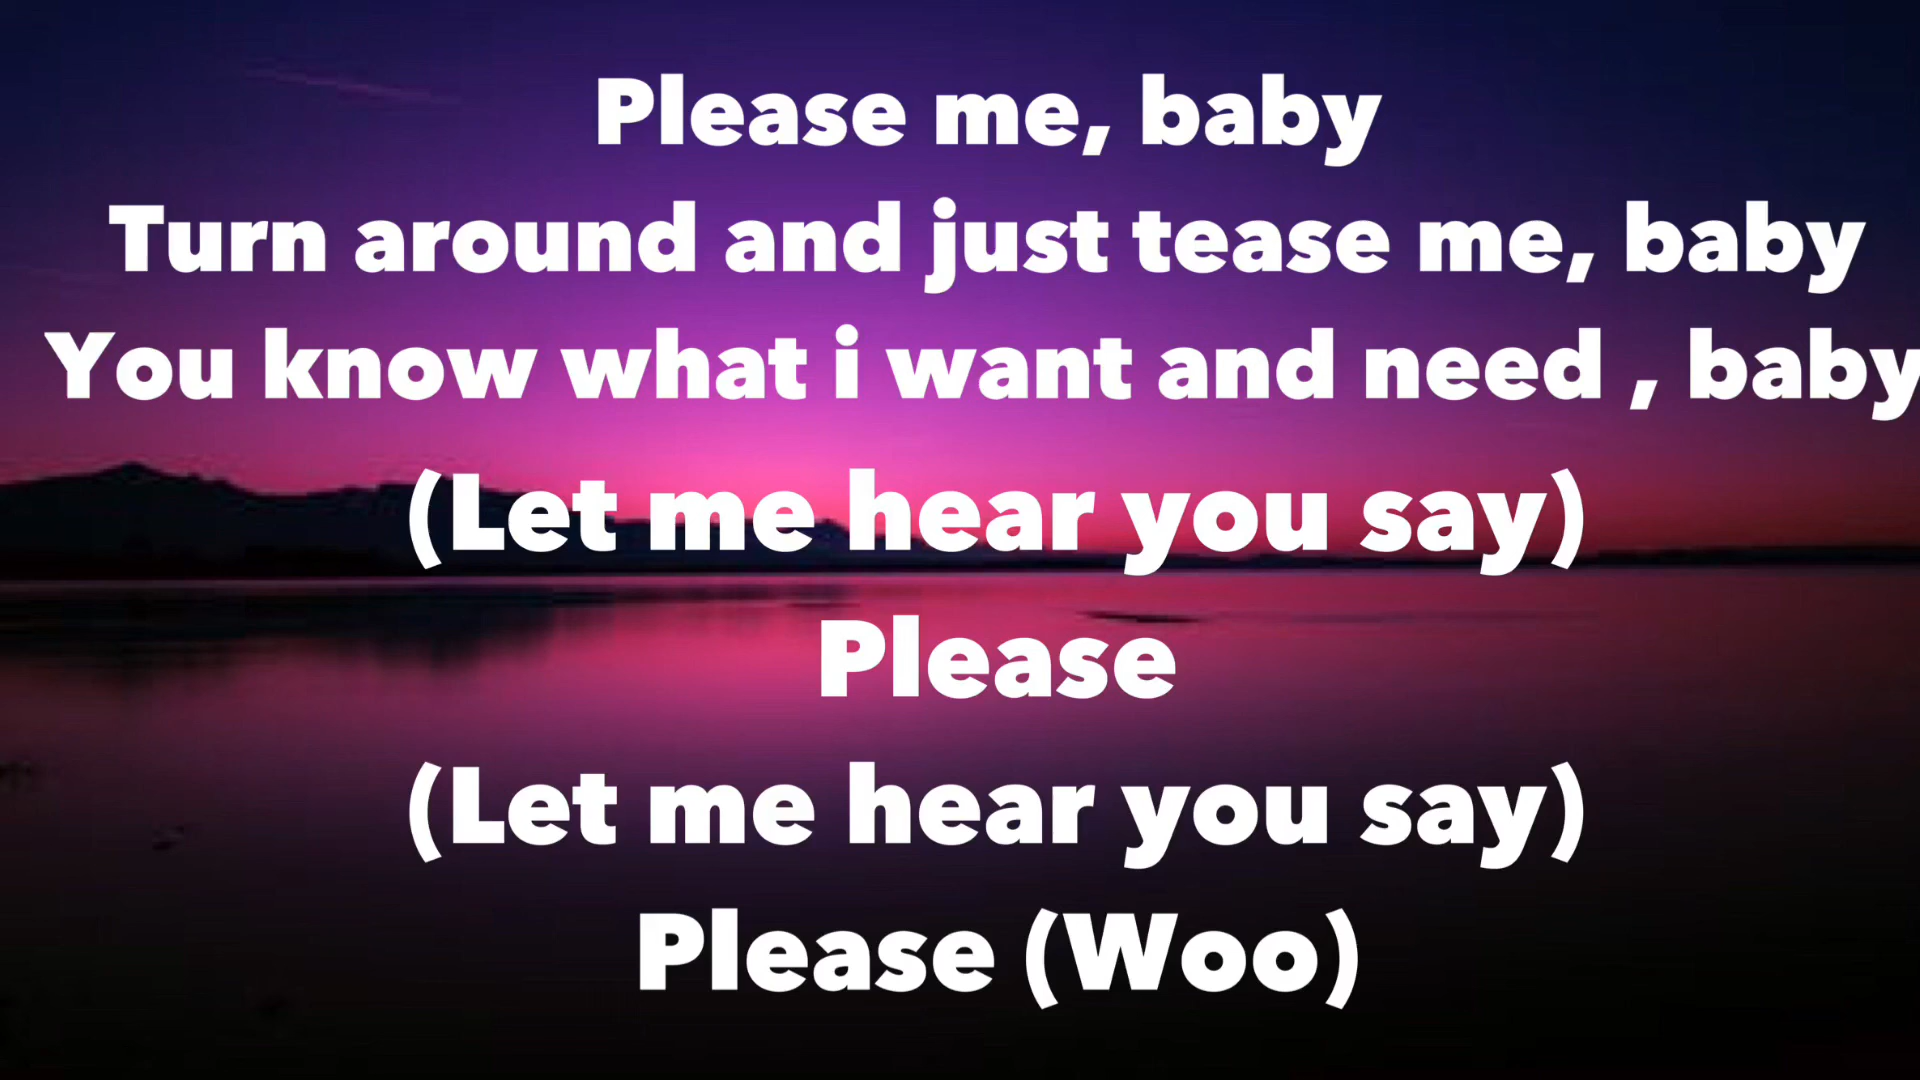 Please me, baby
Turn around and just tease me, baby
You know what i want and need , baby
(Let me hear you say)
Please
(Let me hear you say)
Please (Woo)